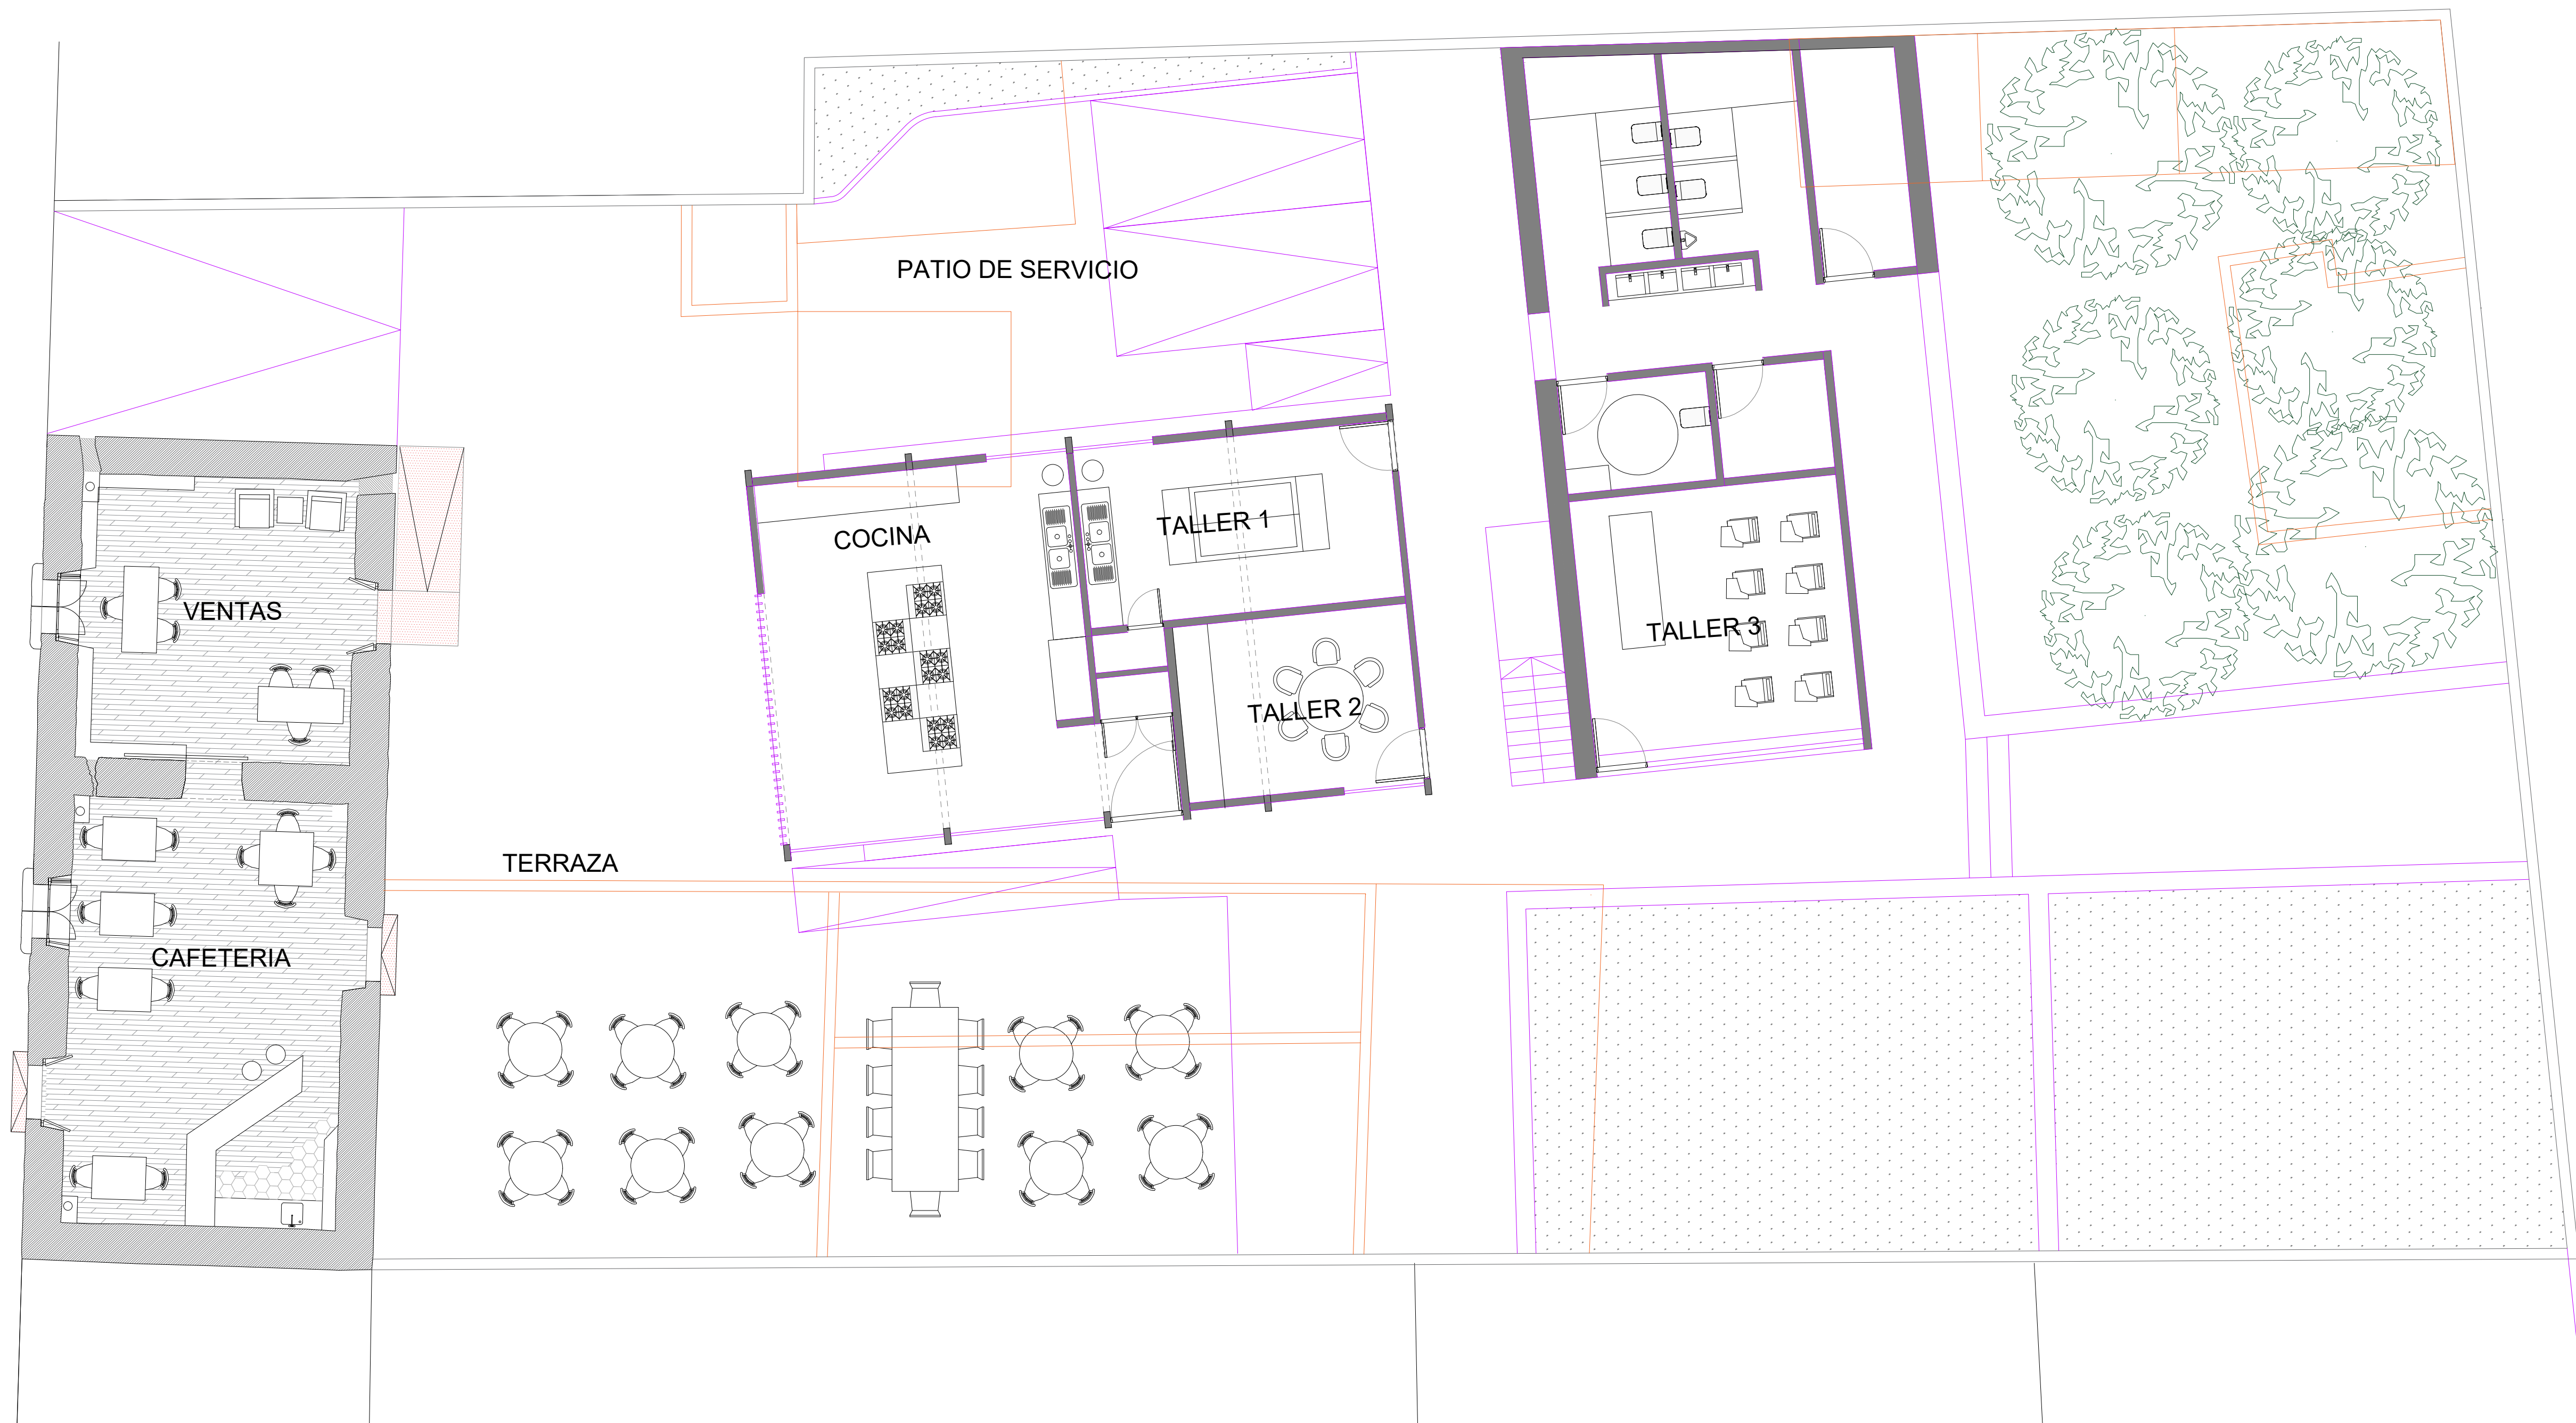 PATIO DE SERVICIO
COCINA
TALLER 1
VENTAS
TALLER 3
TALLER 2
TERRAZA
CAFETERIA